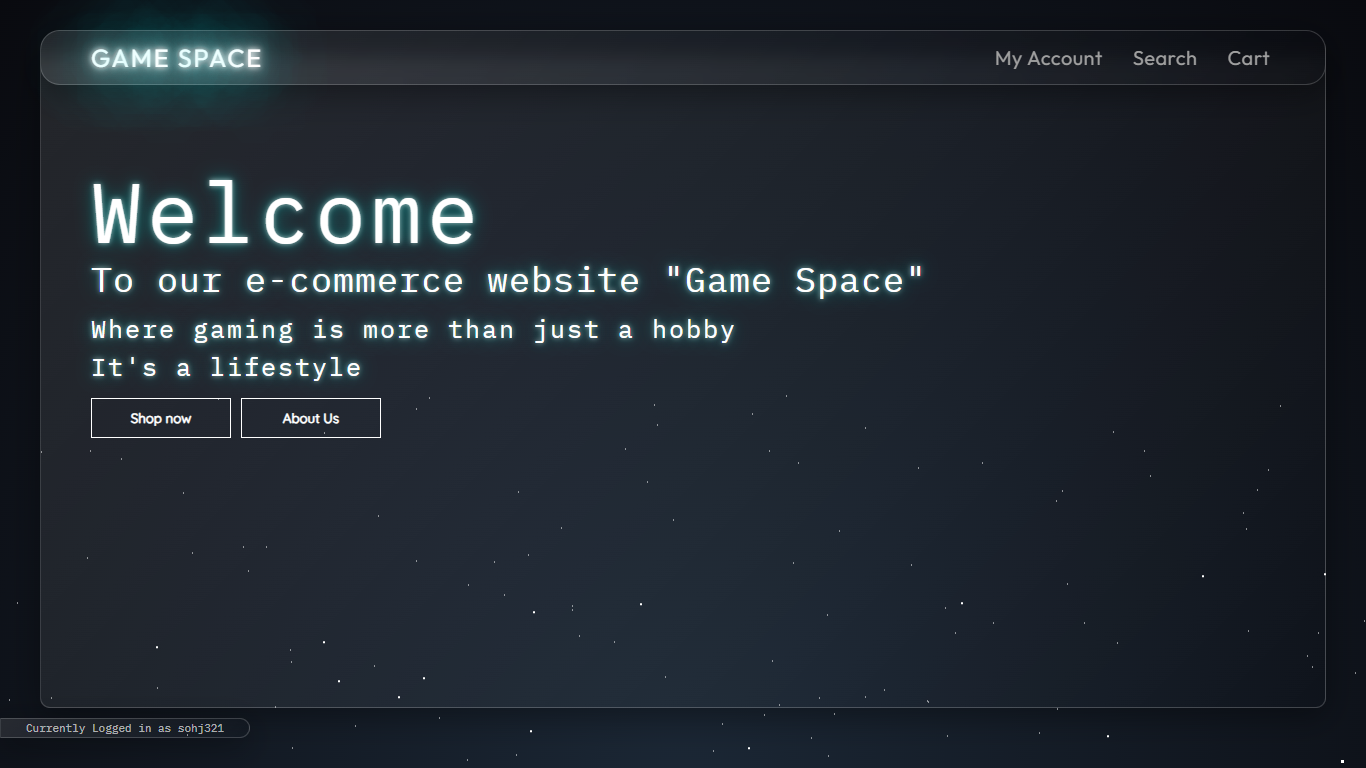 GAME SPACE
My Account Search Cart
Welcome
To our e-commerce website "Game Space"
Where gaming is more than just a hobby
It's a lifestyle
Shop now About Us
Currently Logged in as sohj321